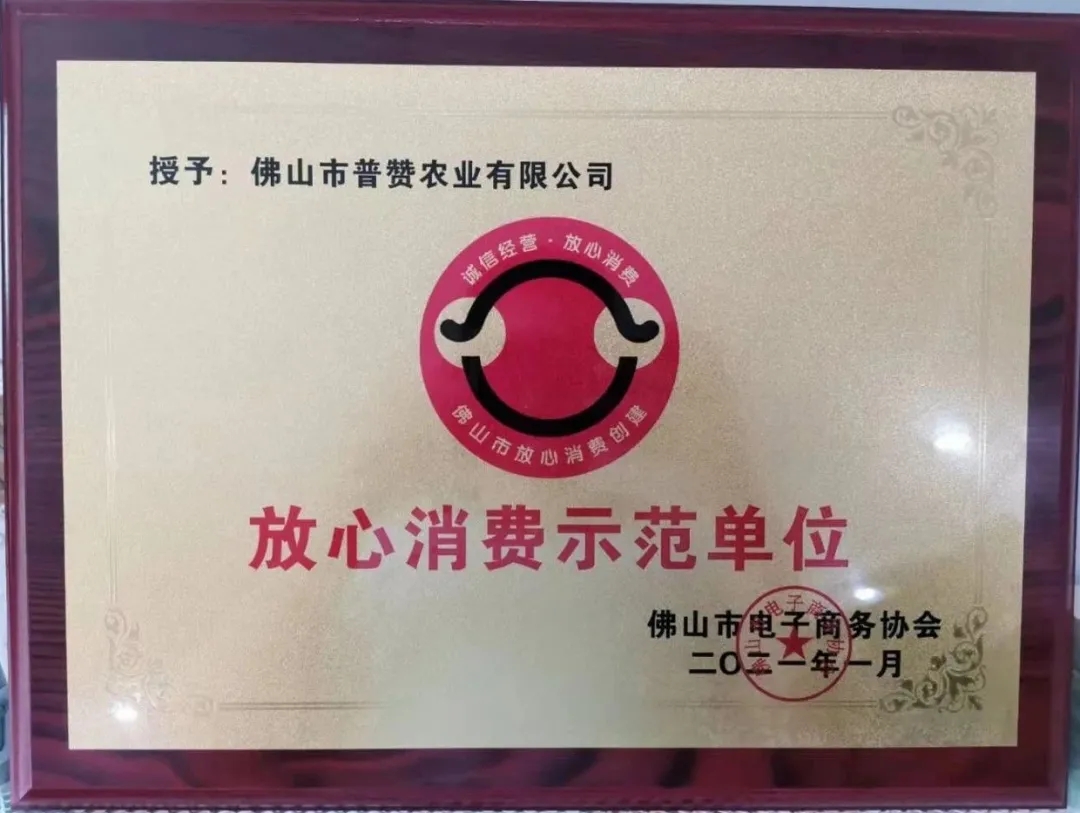 授予：佛山市普赞农业有限公司
诚信经营·放心消费
佛山市放心消费创建
放心消费示范单位
佛山市电子商务协会
二〇二一年一月